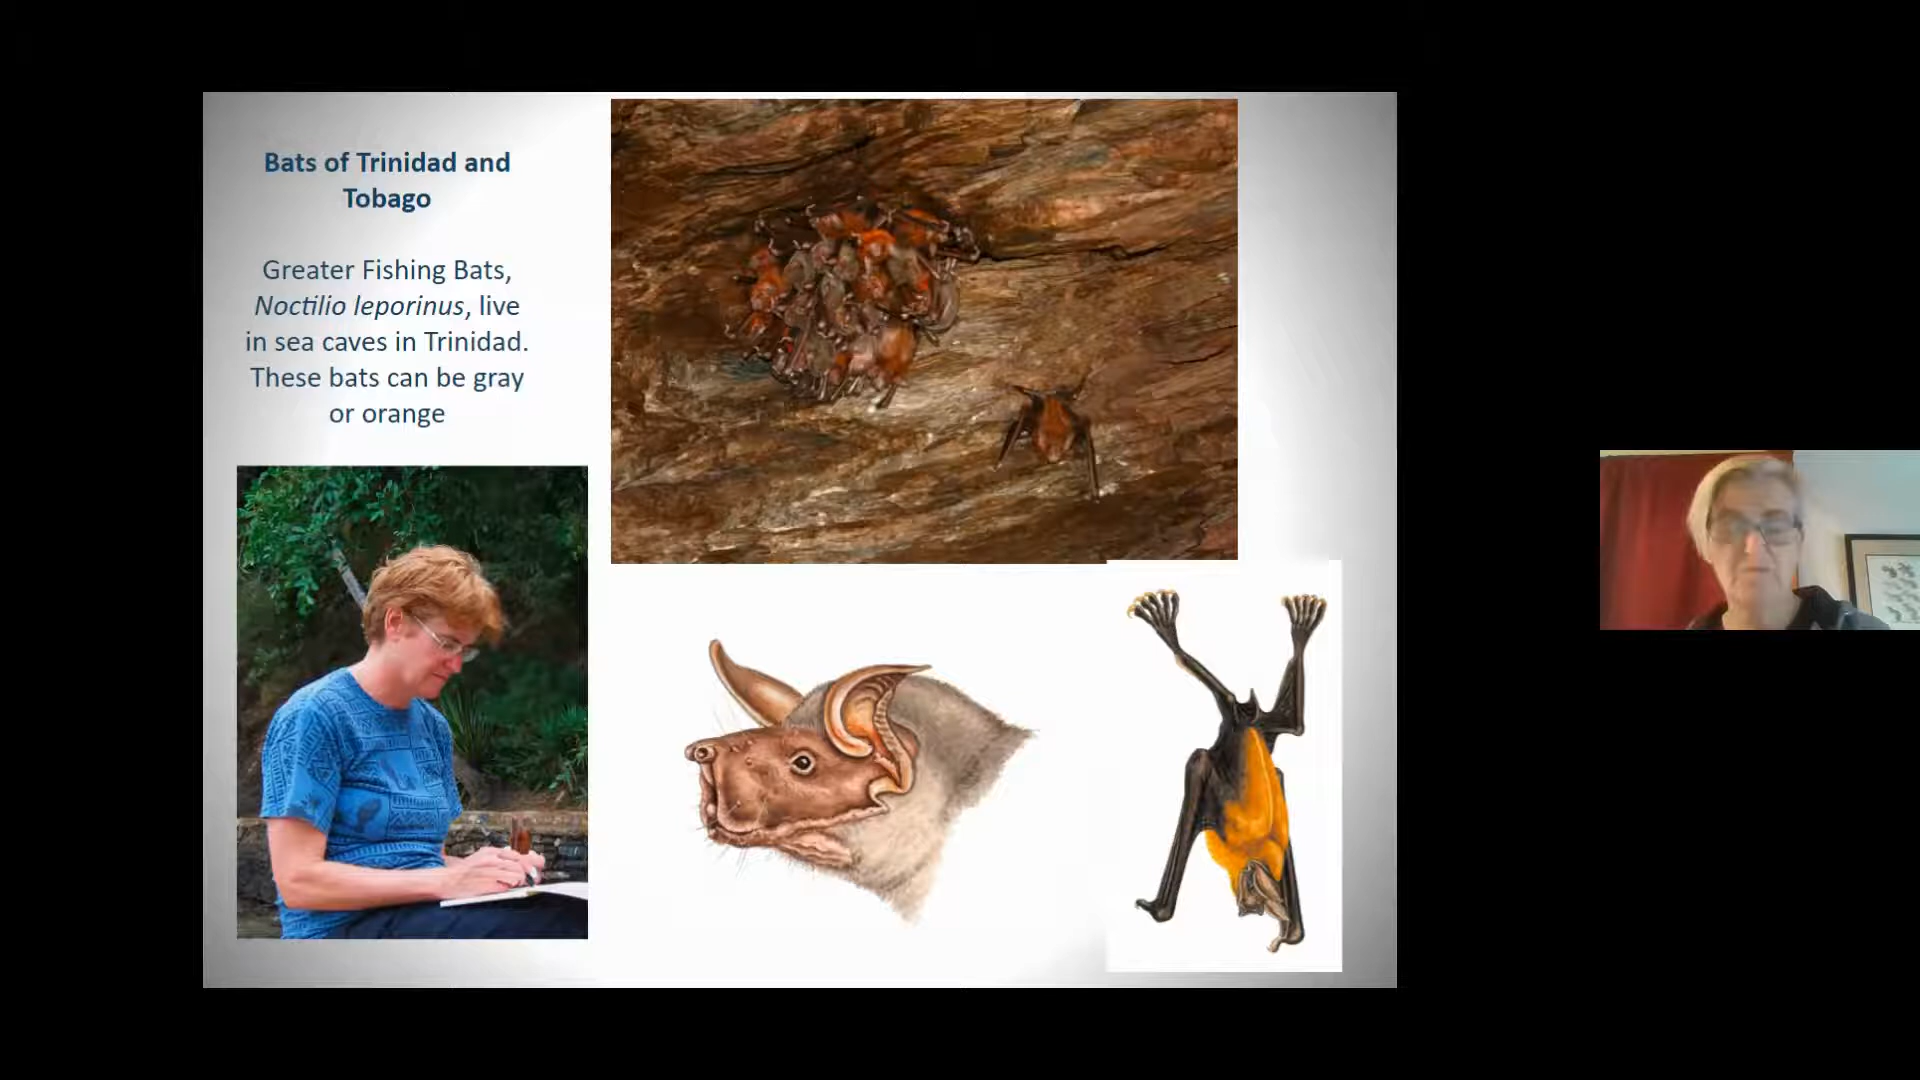 Bats of Trinidad and
Tobago
Greater Fishing Bats,
Noctilio leporinus, live
in sea caves in Trinidad.
These bats can be gray
or orange